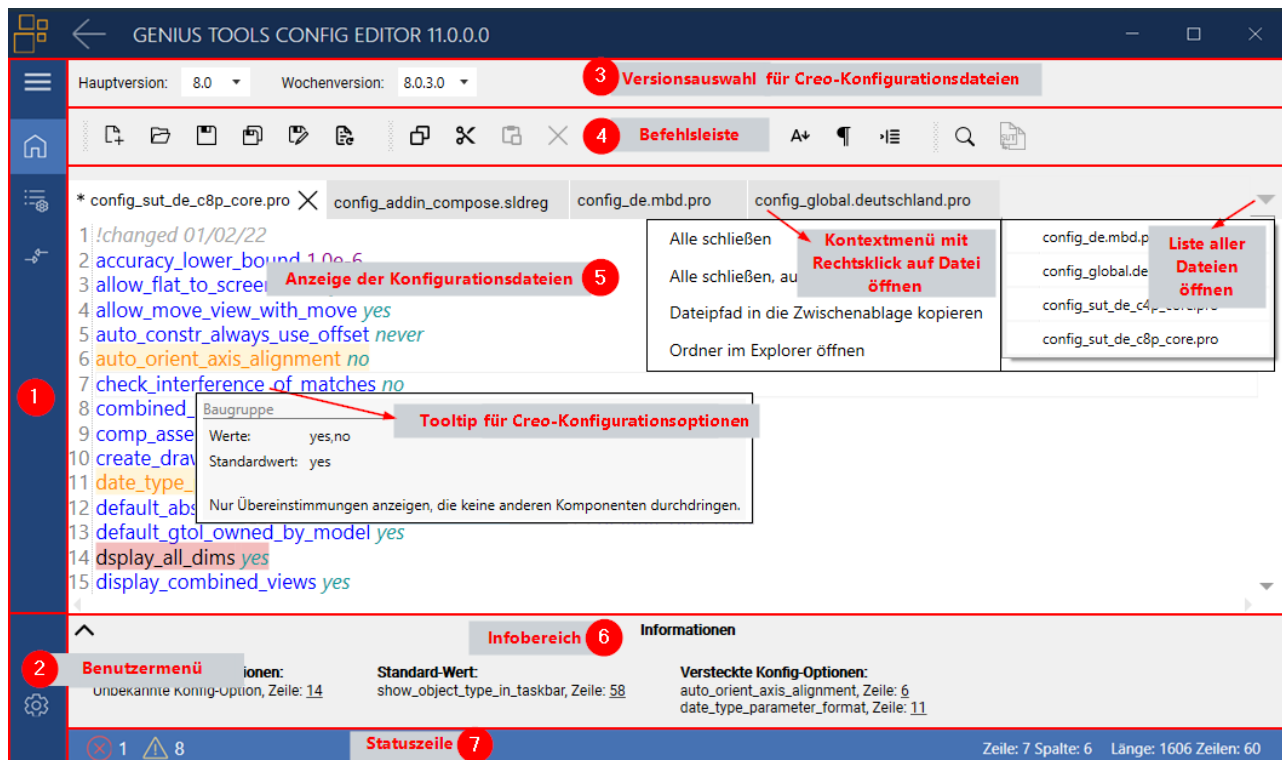 GENIUS TOOLS CONFIG EDITOR 11.0.0.0
Hauptversion: 8.0 Wochenversion: 8.0.3.0
3 Versionsauswahl für Creo-Konfigurationsdateien
4 Befehlsleiste
* config_sut_de_c8p_core.pro config_addin_compose.sldreg config_de.mbd.pro config_global.deutschland.pro
1 !changed 01/02/22
2 accuracy_lower_bound 1.0e-6
3 allow_flat_to_screen
4 allow_move_view_with_move yes
5 auto_constr_always_use_offset never
6 auto_orient_axis_alignment no
7 check_interference_of_matches no
8 combined_
9 comp_asse
10 create_dra
11 date_type_
12 default_abs
13 default_gtol_owned_by_model yes
14 dsplay_all_dims yes
15 display_combined_views yes
Anzeige der Konfigurationsdateien 5
Alle schließen
Alle schließen, au
Dateipfad in die Zwischenablage kopieren
Ordner im Explorer öffnen
Kontextmenü mit
Rechtsklick auf Datei
öffnen
config_de.mbd.p
config_global.de
config_sut_de_c4p_core.pro
config_sut_de_c8p_core.pro
Liste aller
Dateien
öffnen
1
Baugruppe
Werte: yes,no
Standardwert: yes
Nur Übereinstimmungen anzeigen, die keine anderen Komponenten durchdringen.
Tooltip für Creo-Konfigurationsoptionen
Infobereich 6
Informationen
2 Benutzermenü
ionen:
Unbekannte Konfig-Option, Zeile: 14
Standard-Wert:
show_object_type_in_taskbar, Zeile: 58
Versteckte Konfig-Optionen:
auto_orient_axis_alignment, Zeile: 6
date_type_parameter_format, Zeile: 11
1 8
Statuszeile 7
Zeile: 7 Spalte: 6 Länge: 1606 Zeilen: 60